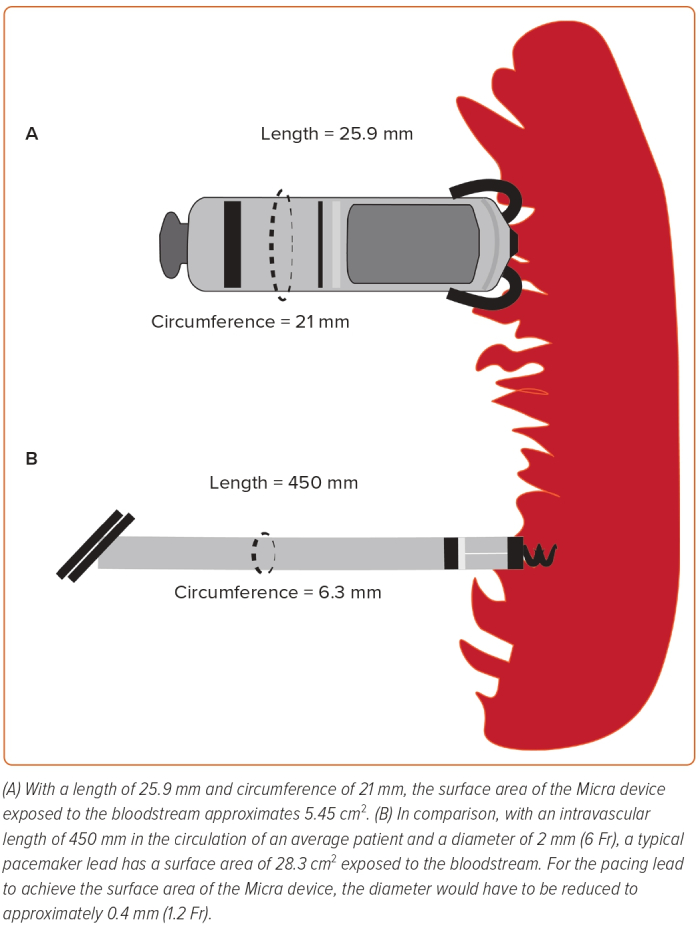 A
Length = 25.9 mm
Circumference = 21 mm
B
Length = 450 mm
Circumference = 6.3 mm
(A) With a length of 25.9 mm and circumference of 21 mm, the surface area of the Micra device
exposed to the bloodstream approximates 5.45 cm². (B) In comparison, with an intravascular
length of 450 mm in the circulation of an average patient and a diameter of 2 mm (6 Fr), a typical
pacemaker lead has a surface area of 28.3 cm² exposed to the bloodstream. For the pacing lead
to achieve the surface area of the Micra device, the diameter would have to be reduced to
approximately 0.4 mm (1.2 Fr).